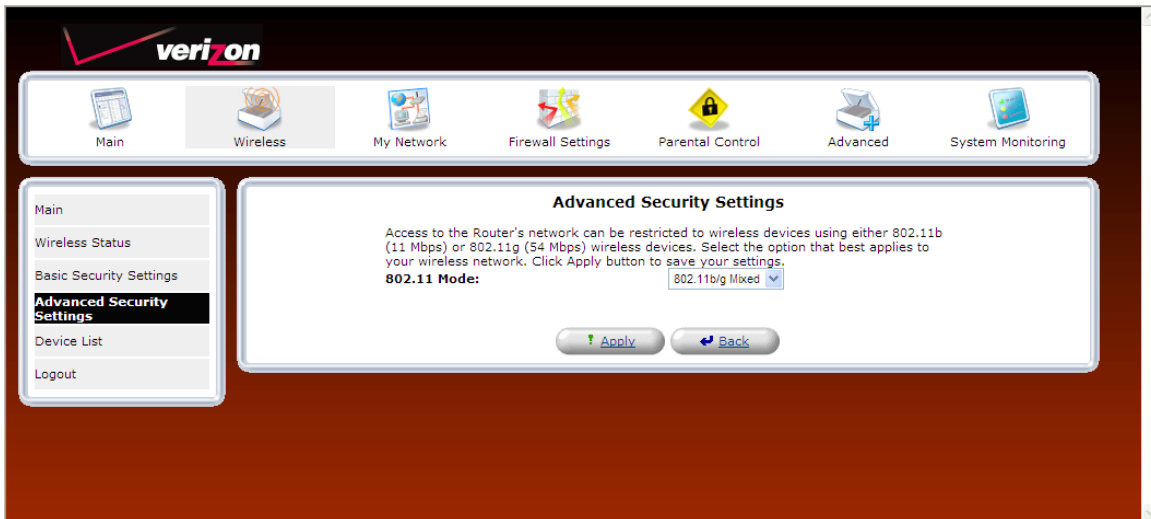 verizon
Main
Wireless
My Network
Firewall Settings
Parental Control
Advanced
System Monitoring
Main
Wireless Status
Basic Security Settings
Advanced Security
Settings
Device List
Logout
Advanced Security Settings
Access to the Router's network can be restricted to wireless devices using either 802.11b
(11 Mbps) or 802.11g (54 Mbps) wireless devices. Select the option that best applies to
your wireless network. Click Apply button to save your settings.
802.11 Mode: 802.11b/g Mixed
Apply
Back